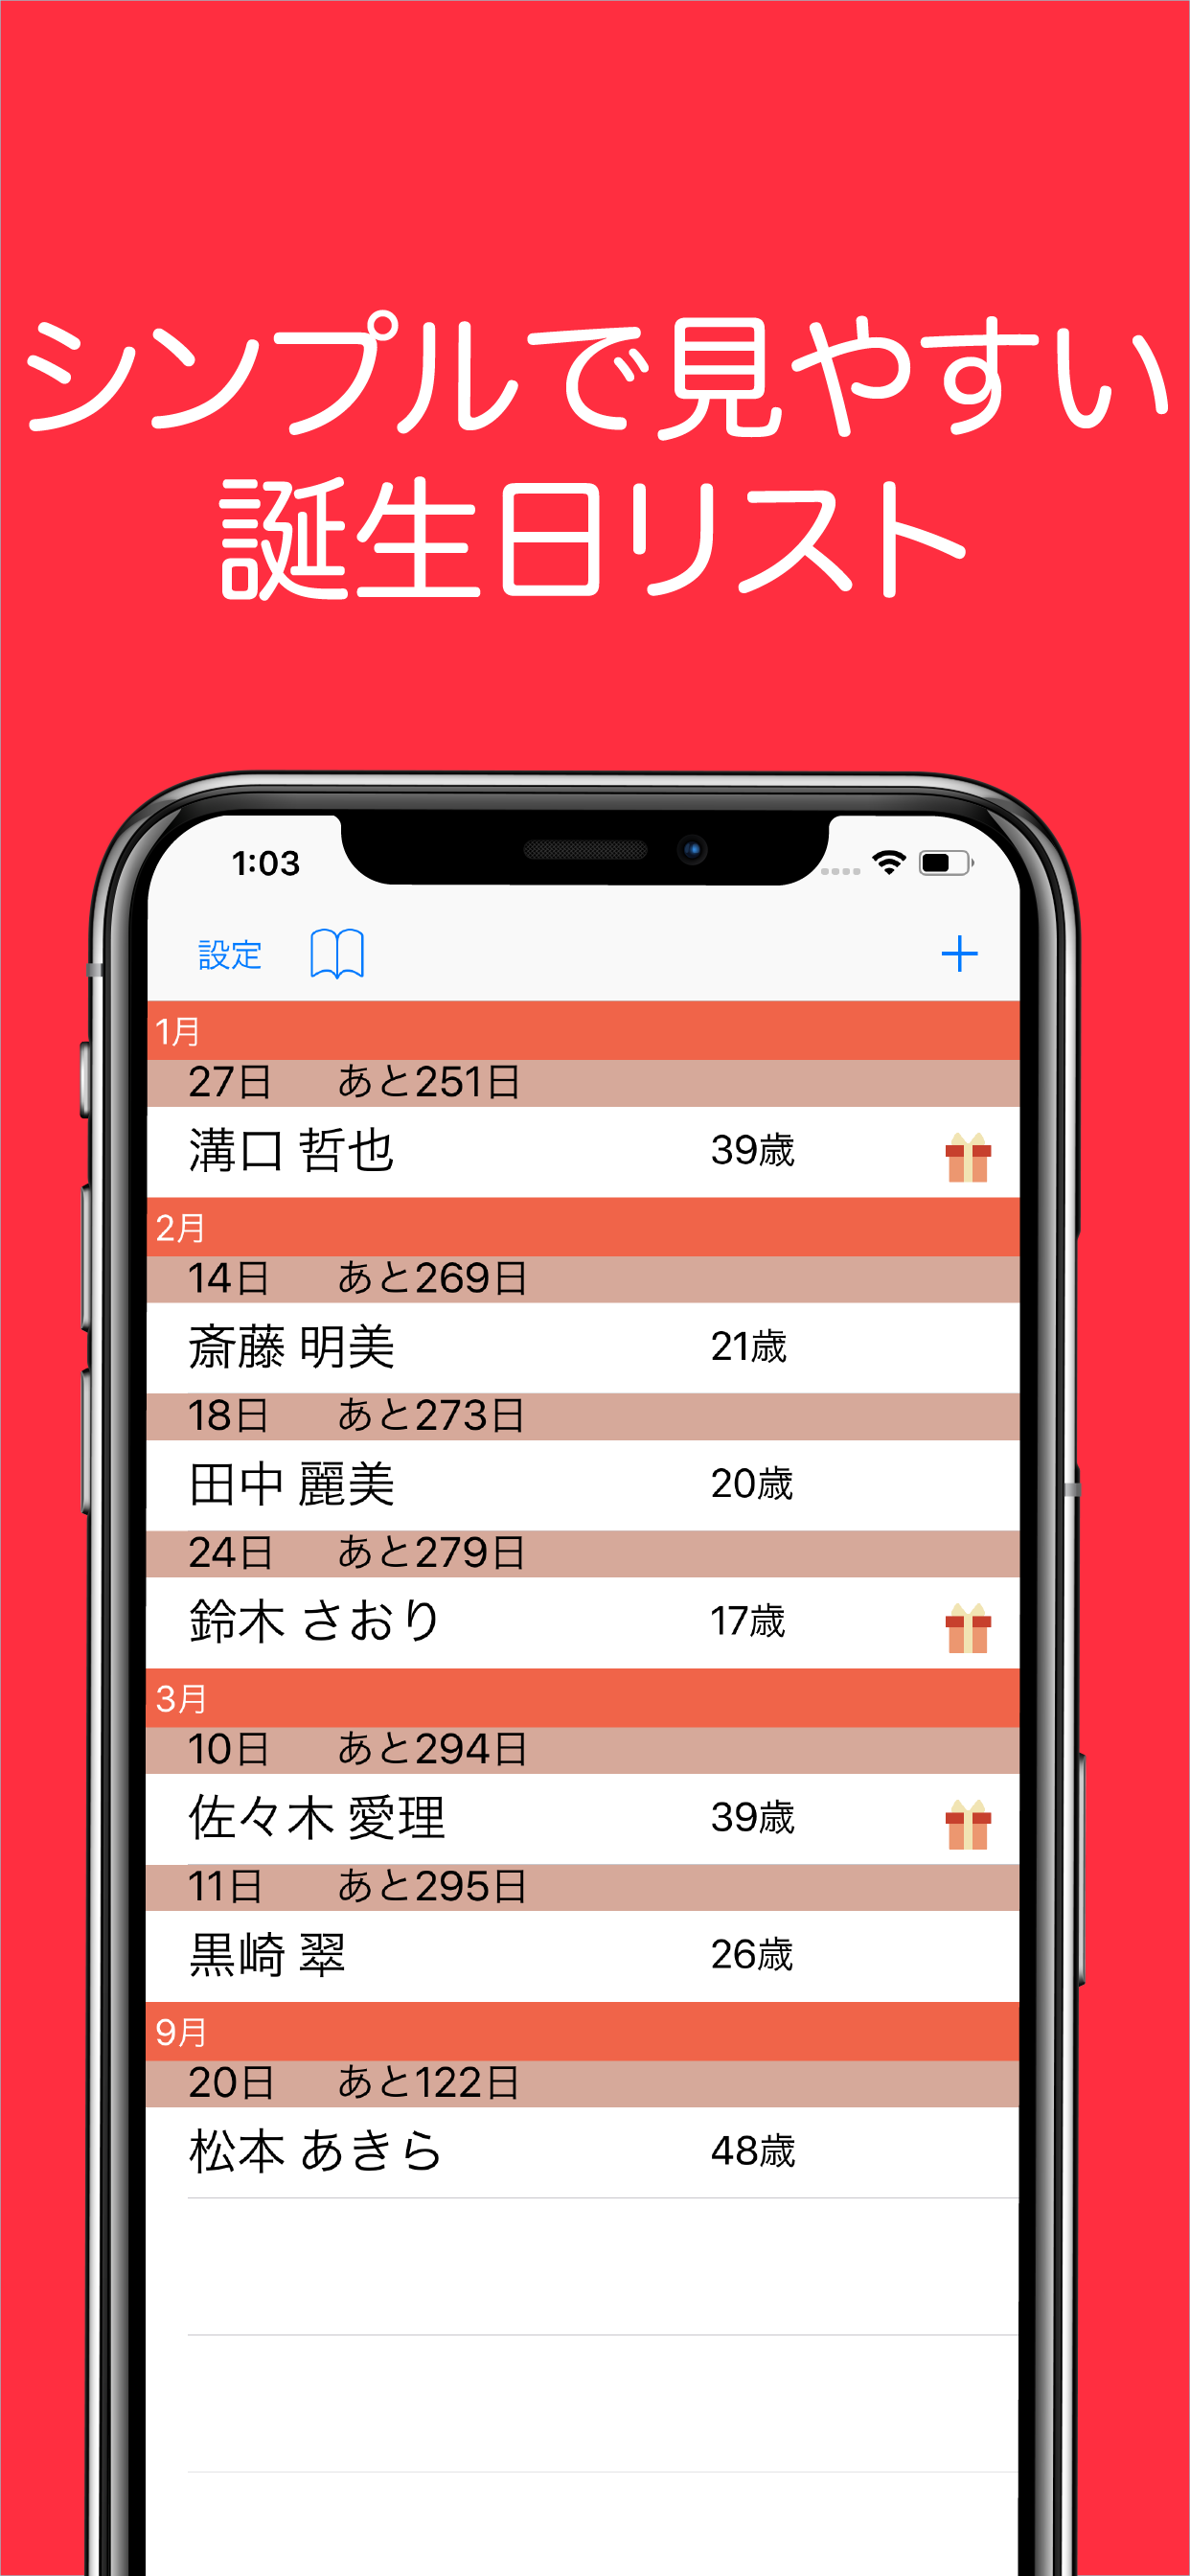 シンプルで見やすい
誕生日リスト
1:03
設定
1月
27日 あと251日
溝口 哲也 39歳
2月
14日 あと269日
斎藤 明美 21歳
18日 あと273日
田中 麗美 20歳
24日 あと279日
鈴木 さおり 17歳
3月
10日 あと294日
佐々木 愛理 39歳
11日 あと295日
黒崎 翠 26歳
9月
20日 あと122日
松本 あきら 48歳